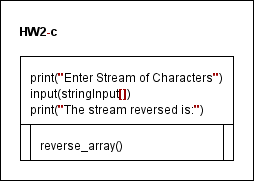 HW2-c
print("Enter Stream of Characters")
input(stringInput[])
print("The stream reversed is:")
reverse_array()